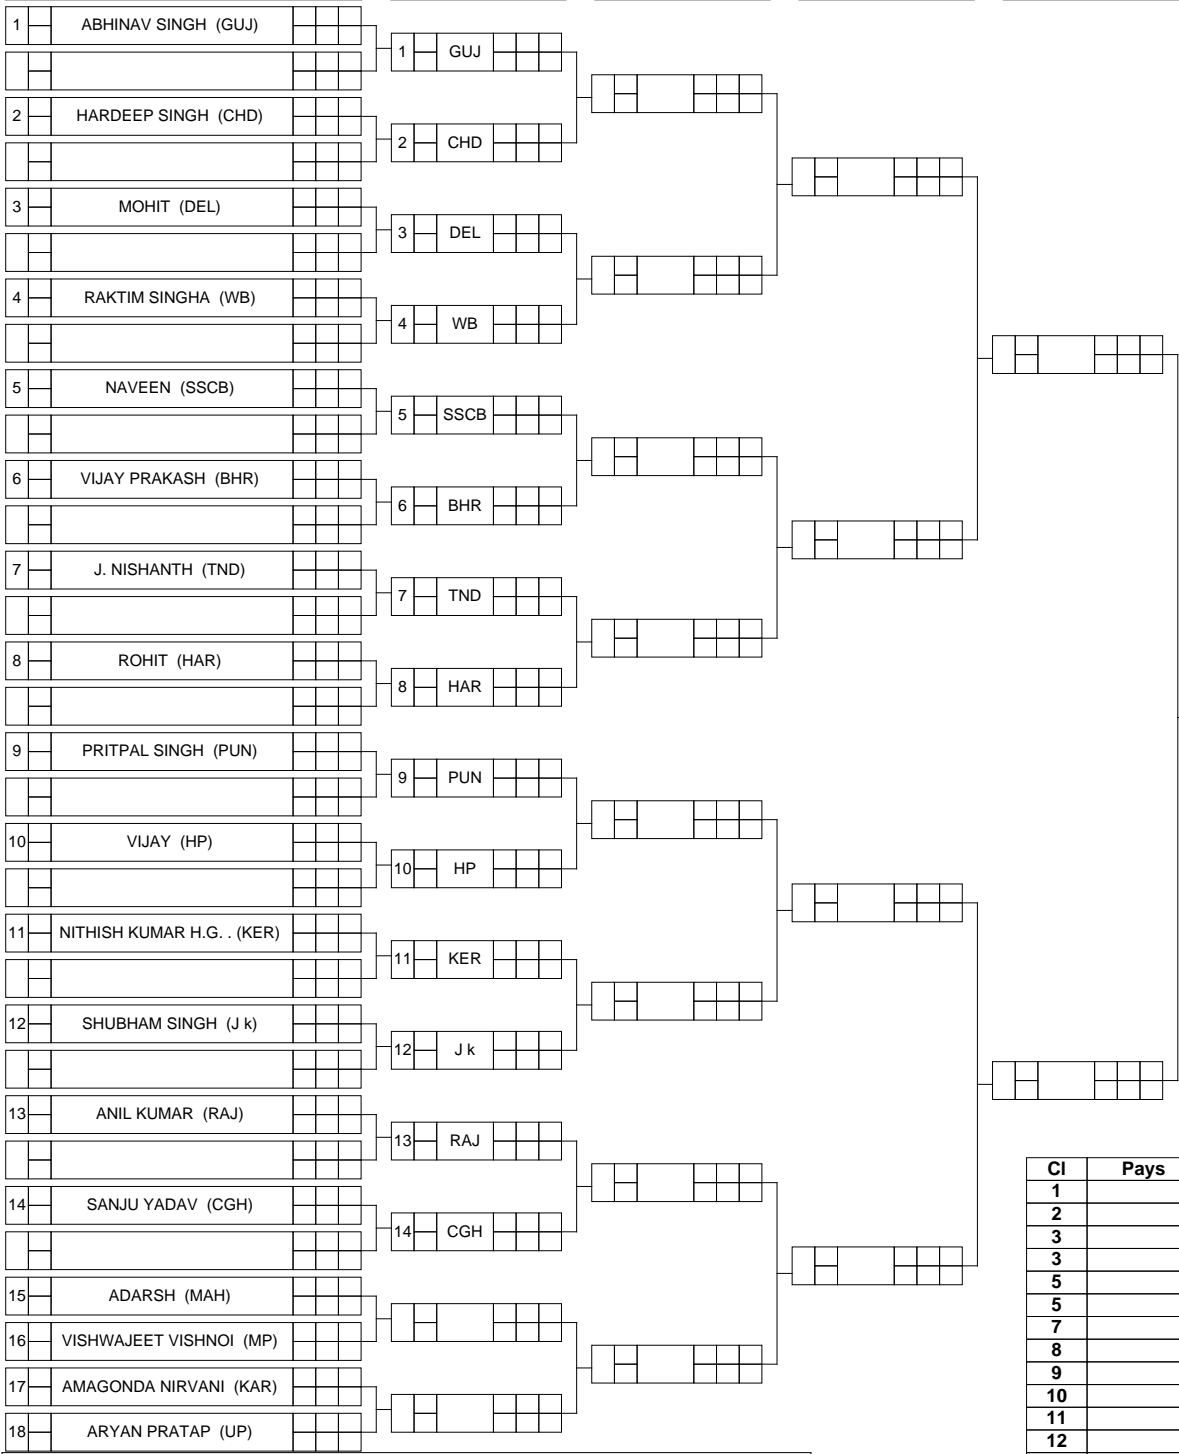 1 ABHINAV SINGH (GUJ)
1 GUJ
2 HARDEEP SINGH (CHD)
2 CHD
3 MOHIT (DEL)
3 DEL
4 RAKTIM SINGHA (WB)
4 WB
5 NAVEEN (SSCB)
5 SSCB
6 VIJAY PRAKASH (BHR)
6 BHR
7 J. NISHANTH (TND)
7 TND
8 ROHIT (HAR)
8 HAR
9 PRITPAL SINGH (PUN)
9 PUN
10 VIJAY (HP)
10 HP
11 NITHISH KUMAR H.G. . (KER)
11 KER
12 SHUBHAM SINGH (J k)
12 J k
13 ANIL KUMAR (RAJ)
13 RAJ
14 SANJU YADAV (CGH)
14 CGH
15 ADARSH (MAH)
16 VISHWAJEET VISHNOI (MP)
17 AMAGONDA NIRVANI (KAR)
18 ARYAN PRATAP (UP)
Cl Pays
1
2
3
3
5
5
7
8
9
10
11
12